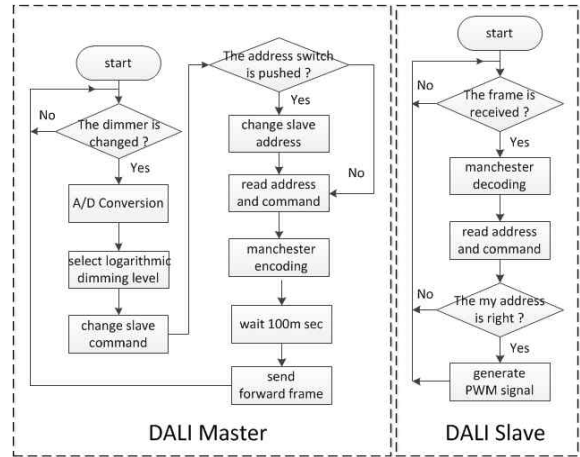 start
No
The dimmer is
changed ?
Yes
A/D Conversion
select logarithmic
dimming level
change slave
command
The address switch
is pushed ?
Yes
change slave
address
No
read address
and command
manchester
encoding
wait 100m sec
send
forward frame
DALI Master
start
No
The frame is
received ?
Yes
manchester
decoding
read address
and command
No
The my address
is right ?
Yes
generate
PWM signal
DALI Slave